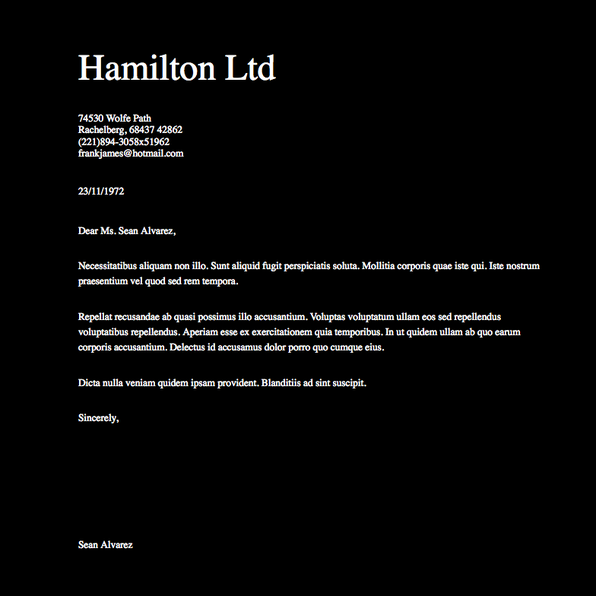 Hamilton Ltd
74530 Wolfe Path
Rachelberg, 68437 42862
(221)894-3058x51962
frankjames@hotmail.com
23/11/1972
Dear Ms. Sean Alvarez,
Necessitatibus aliquam non illo. Sunt aliquid fugit perspiciatis soluta. Mollitia corporis quae iste qui. Iste nostrum
praesentium vel quod sed rem tempora.
Repellat recusandae ab quasi possimus illo accusantium. Voluptas voluptatum ullam eos sed repellendus
voluptatibus repellendus. Aperiam esse ex exercitationem quia temporibus. In ut quidem ullam ab quo earum
corporis accusantium. Delectus id accusamus dolor porro quo cumque eius.
Dicta nulla veniam quidem ipsam provident. Blanditiis ad sint suscipit.
Sincerely,
Sean Alvarez